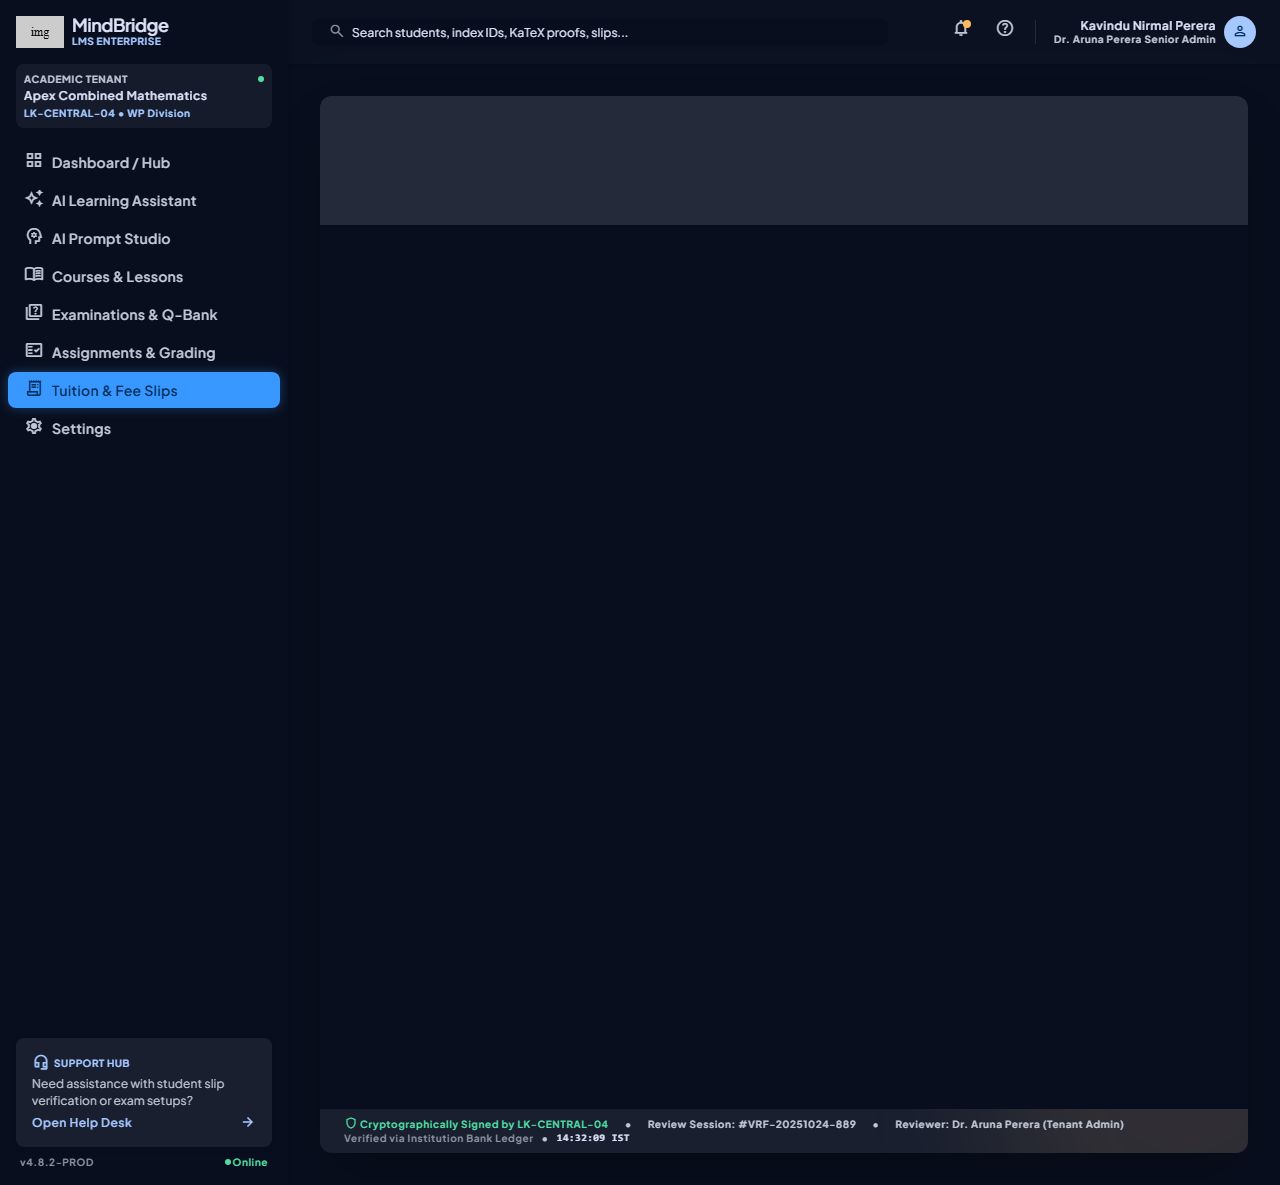 img
MindBridge
LMS ENTERPRISE
Search students, index IDs, KaTeX proofs, slips...
Kavindu Nirmal Perera
Dr. Aruna Perera Senior Admin
ACADEMIC TENANT
Apex Combined Mathematics
LK-CENTRAL-04 • WP Division
Dashboard / Hub
AI Learning Assistant
AI Prompt Studio
Courses & Lessons
Examinations & Q-Bank
Assignments & Grading
Tuition & Fee Slips
Settings
SUPPORT HUB
Need assistance with student slip
verification or exam setups?
Open Help Desk
v4.8.2-PROD
Online
Cryptographically Signed by LK-CENTRAL-04 • Review Session: #VRF-20251024-889 • Reviewer: Dr. Aruna Perera (Tenant Admin)
Verified via Institution Bank Ledger • 14:32:09 IST